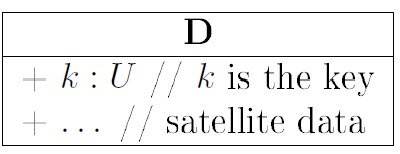 D
+ k : U // k is the key
+ ... // satellite data